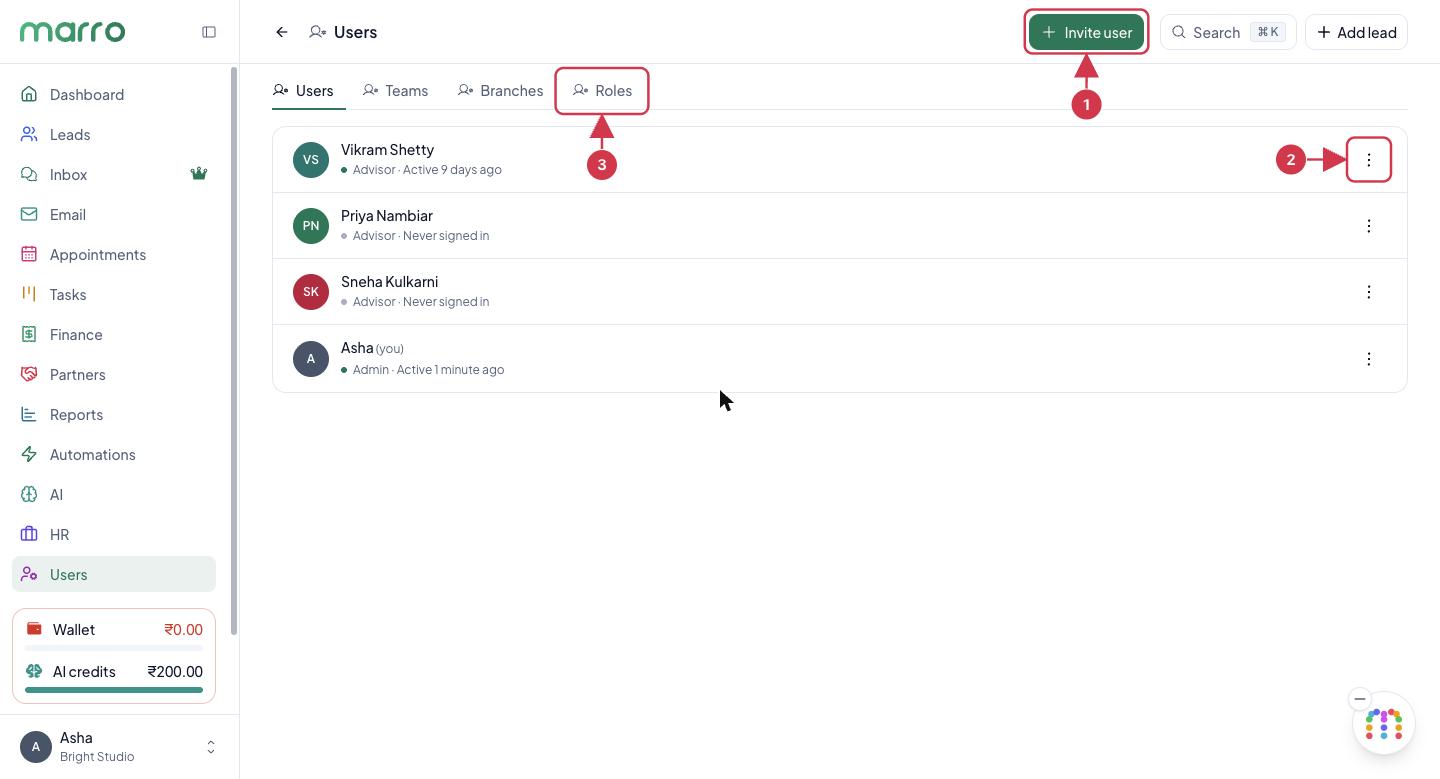 marro
Users
Invite user
Search
⌘ K
Add lead
1
Dashboard
Leads
Inbox
Email
Appointments
Tasks
Finance
Partners
Reports
Automations
AI
HR
Users
Wallet ₹0.00
AI credits ₹200.00
A
Asha
Bright Studio
Users
Teams
Branches
Roles
3
VS
Vikram Shetty
Advisor · Active 9 days ago
2
PN
Priya Nambiar
Advisor · Never signed in
SK
Sneha Kulkarni
Advisor · Never signed in
A
Asha (you)
Admin · Active 1 minute ago